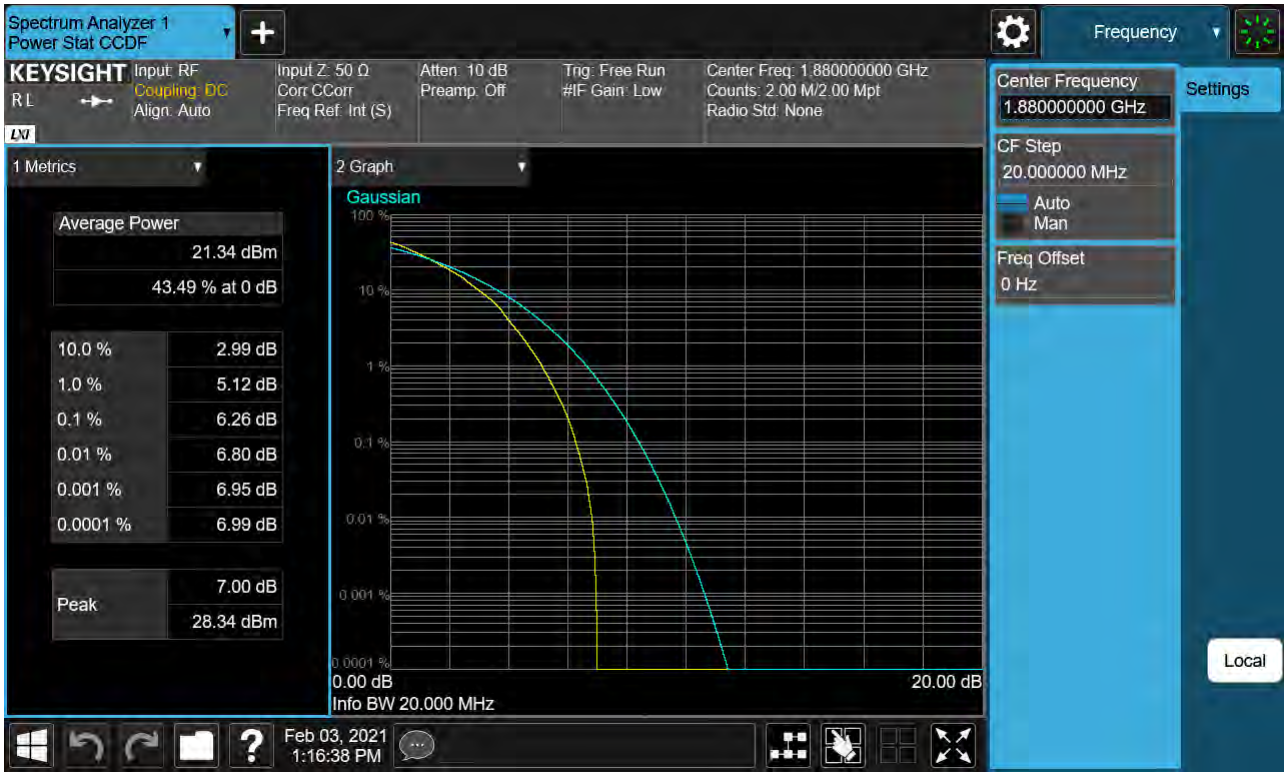 Spectrum Analyzer 1
Power Stat CCDF
+
Frequency
KEYSIGHT
R L
LXI
Input: RF
Coupling: DC
Align: Auto
Input Z: 50 Ω
Corr CCorr
Freq Ref: Int (S)
Atten: 10 dB
Preamp: Off
Trig: Free Run
#IF Gain: Low
Center Freq: 1.880000000 GHz
Counts: 2.00 M/2.00 Mpt
Radio Std: None
Center Frequency
1.880000000 GHz
Settings
CF Step
20.000000 MHz
Auto
Man
Freq Offset
0 Hz
1 Metrics
Average Power
21.34 dBm
43.49 % at 0 dB
10.0 % 2.99 dB
1.0 % 5.12 dB
0.1 % 6.26 dB
0.01 % 6.80 dB
0.001 % 6.95 dB
0.0001 % 6.99 dB
Peak
7.00 dB
28.34 dBm
2 Graph
Gaussian
100 %
10 %
1 %
0.1 %
0.01 %
0.001 %
0.0001 %
0.00 dB
20.00 dB
Info BW 20.000 MHz
Local
?
Feb 03, 2021
1:16:38 PM